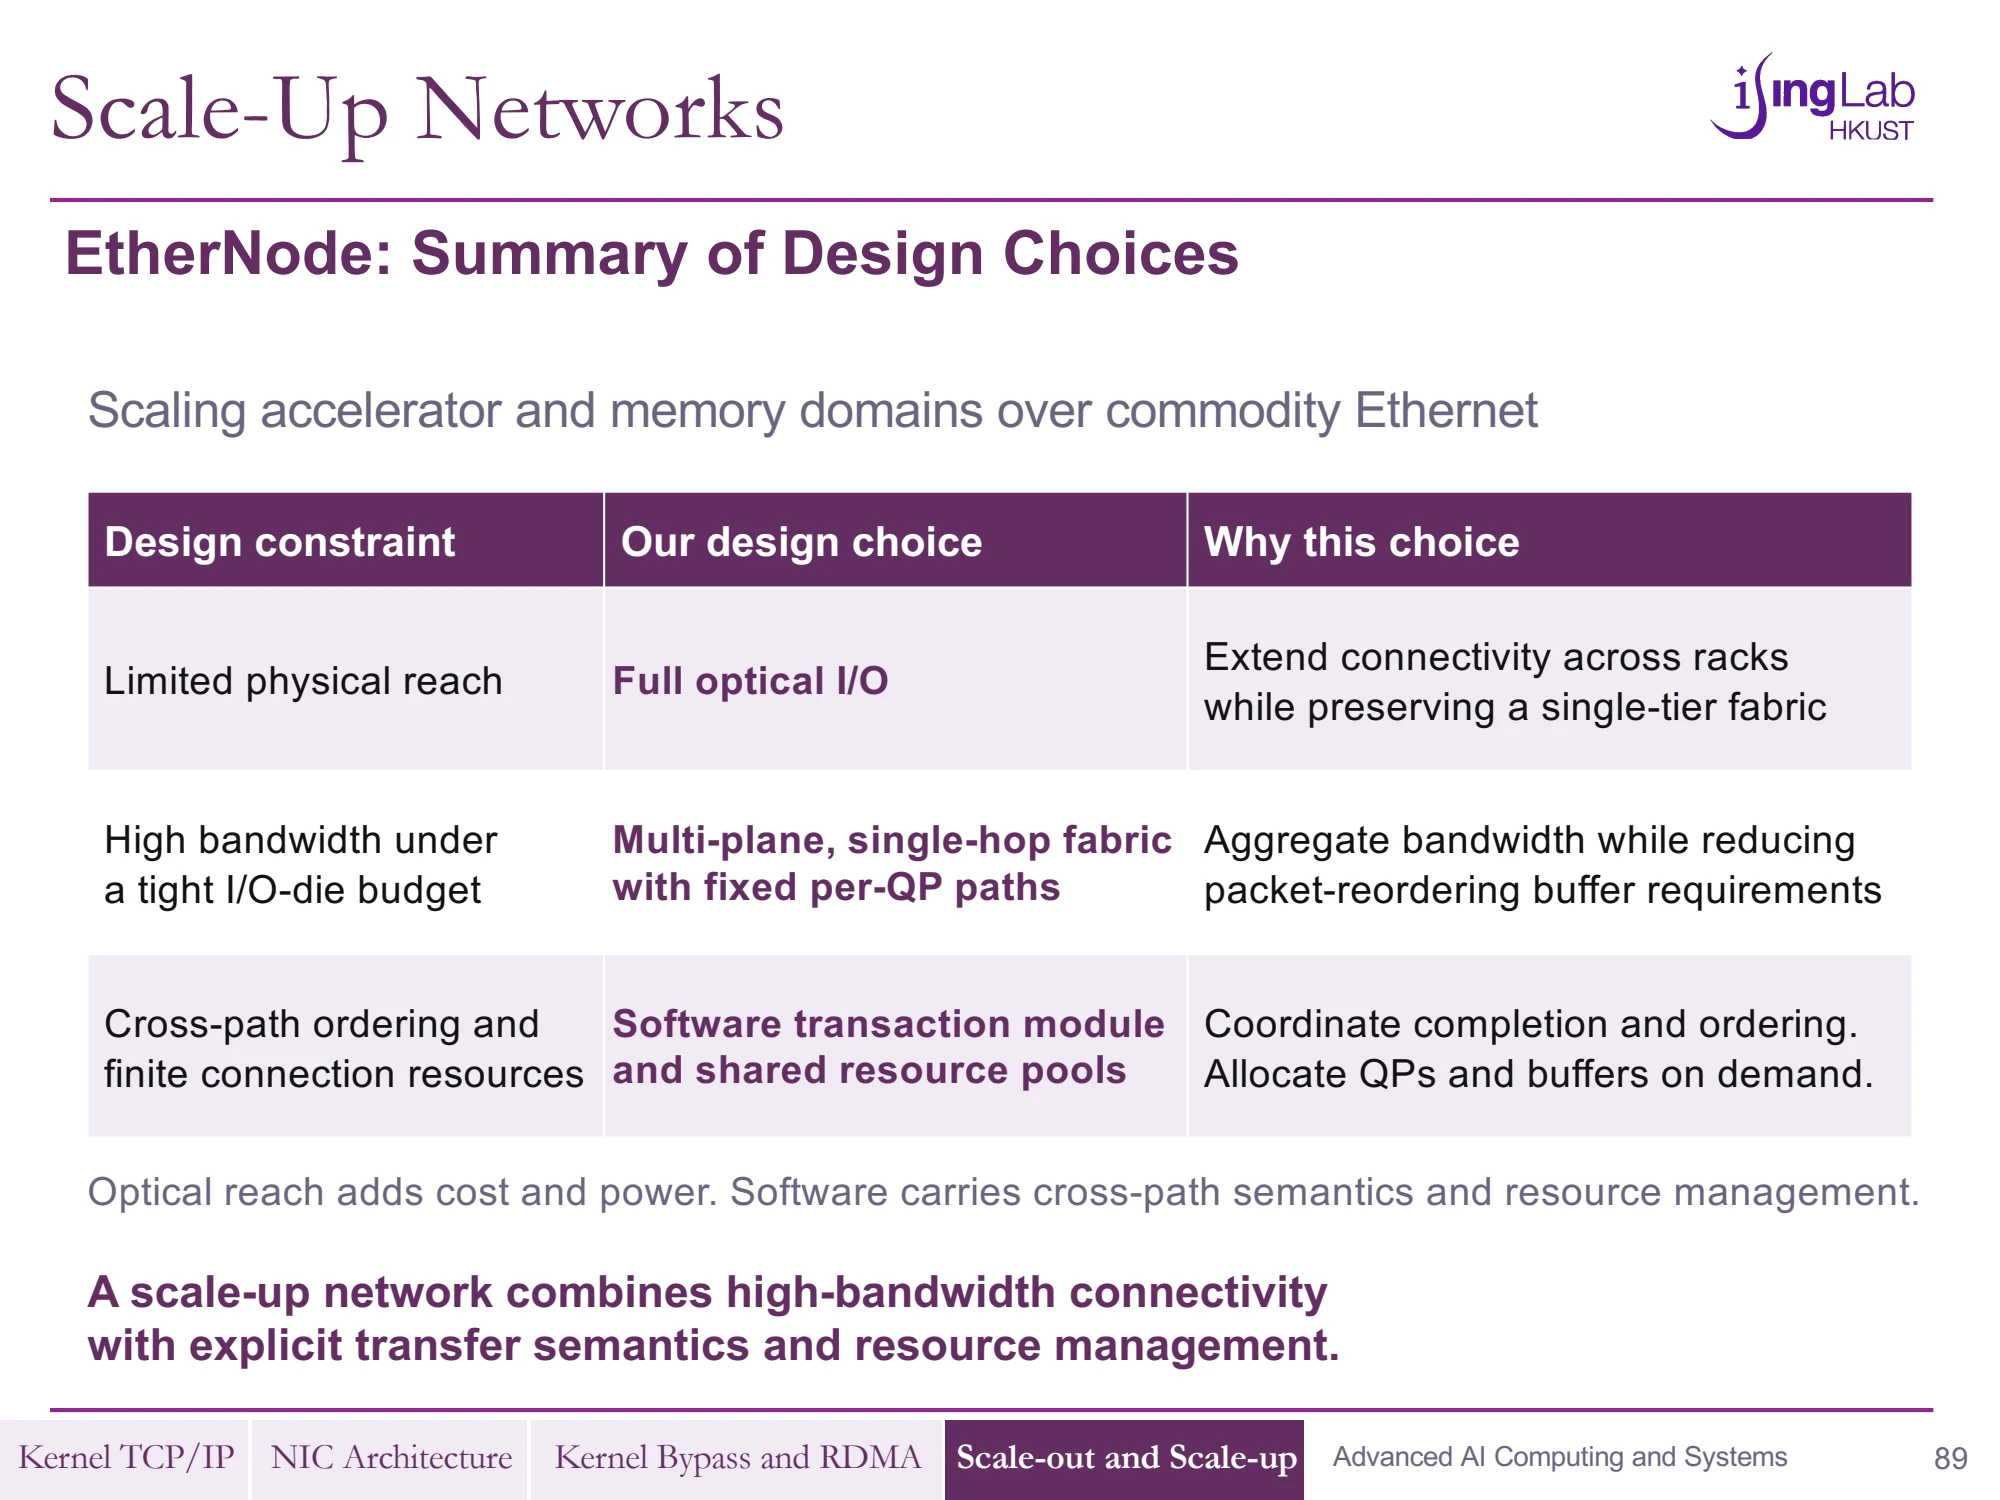 Scale-Up Networks
isingLab
HKUST
EtherNode: Summary of Design Choices
Scaling accelerator and memory domains over commodity Ethernet
Design constraint
Our design choice
Why this choice
Limited physical reach
Full optical I/O
Extend connectivity across racks
while preserving a single-tier fabric
High bandwidth under
a tight I/O-die budget
Multi-plane, single-hop fabric
with fixed per-QP paths
Aggregate bandwidth while reducing
packet-reordering buffer requirements
Cross-path ordering and
finite connection resources
Software transaction module
and shared resource pools
Coordinate completion and ordering.
Allocate QPs and buffers on demand.
Optical reach adds cost and power. Software carries cross-path semantics and resource management.
A scale-up network combines high-bandwidth connectivity
with explicit transfer semantics and resource management.
Kernel TCP/IP
NIC Architecture
Kernel Bypass and RDMA
Scale-out and Scale-up
Advanced AI Computing and Systems
89